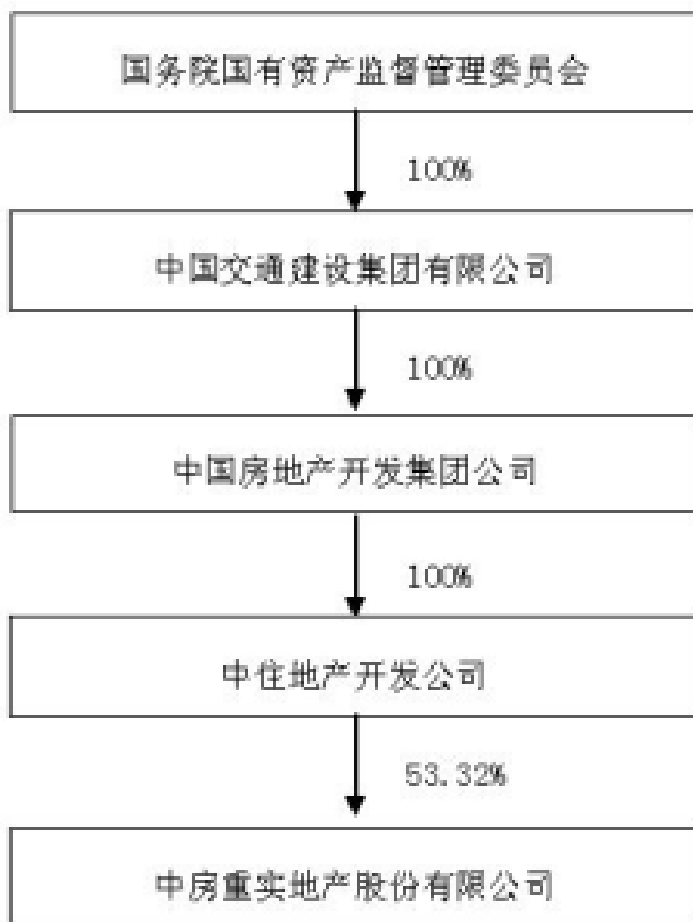 国务院国有资产监督管理委员会
100%
中国交通建设集团有限公司
100%
中国房地产开发集团公司
100%
中住地产开发公司
53.32%
中房重实地产股份有限公司